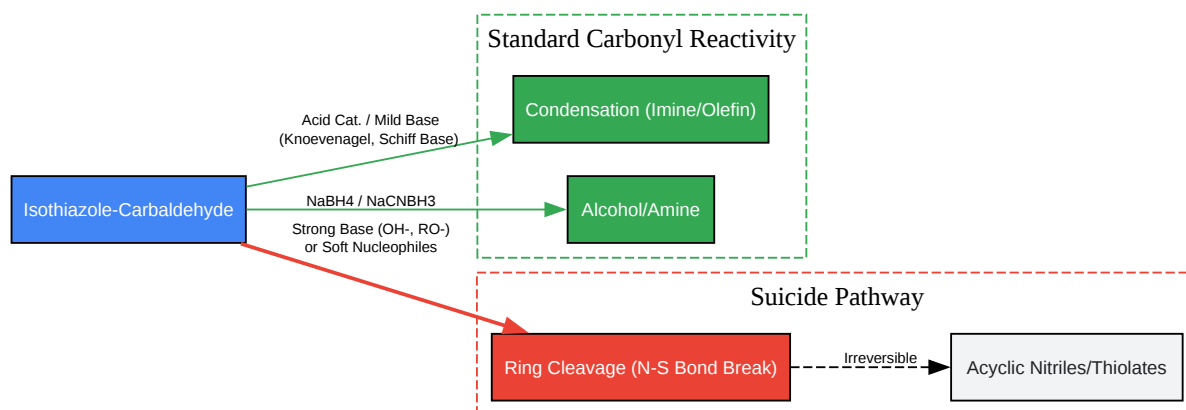 Standard Carbonyl Reactivity
Condensation (Imine/Olefin)
Acid Cat. / Mild Base
(Knoevenagel, Schiff Base)
Isothiazole-Carbaldehyde
NaBH4 / NaCNBH3
Alcohol/Amine
Strong Base (OH-, RO-)
or Soft Nucleophiles
Suicide Pathway
Ring Cleavage (N-S Bond Break)
Irreversible
Acyclic Nitriles/Thiolates